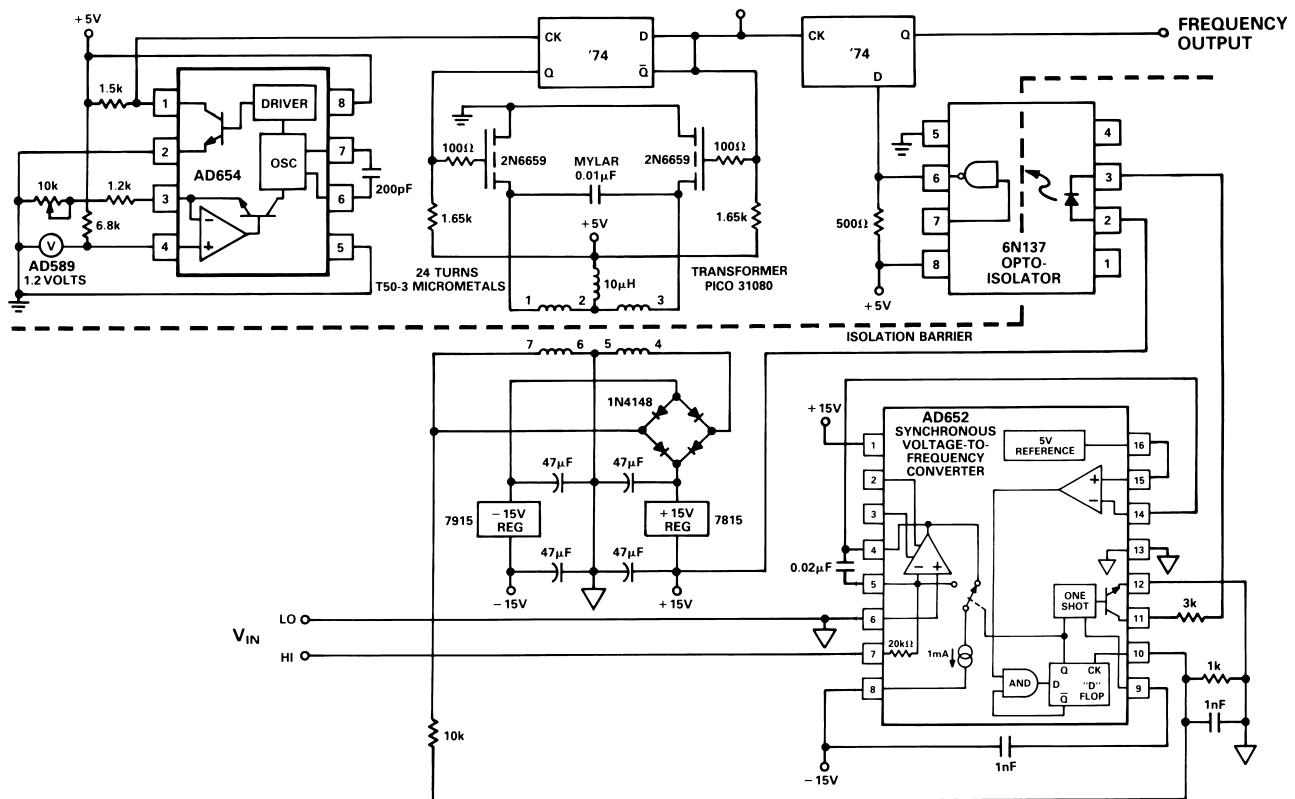 +5V
CK
D
'74
Q
Q
CK
Q
'74
D
FREQUENCY
OUTPUT
1.5k
1
DRIVER
8
2
OSC
7
AD654
200pF
10k
1.2k
3
6
6.8k
4
5
V
AD589
1.2 VOLTS
100Ω
2N6659
MYLAR
0.01μF
2N6659
100Ω
1.65k
1.65k
+5V
24 TURNS
T50-3 MICROMETALS
10μH
TRANSFORMER
PICO 31080
1
2
3
500Ω
+5V
5
4
6
3
7
2
8
1
6N137
OPTO-
ISOLATOR
ISOLATION BARRIER
7
6
5
4
1N4148
47μF
47μF
7915
−15V
REG
+15V
REG
7815
47μF
47μF
−15V
+15V
LO
VIN
HI
10k
+15V
AD652
SYNCHRONOUS
VOLTAGE-TO-
FREQUENCY
CONVERTER
5V
REFERENCE
1
16
2
15
3
14
4
13
0.02μF
5
12
ONE
SHOT
6
11
3k
20kΩ
7
1mA
10
Q
CK
1k
8
AND
D
"D"
FLOP
Q
9
1nF
1nF
−15V